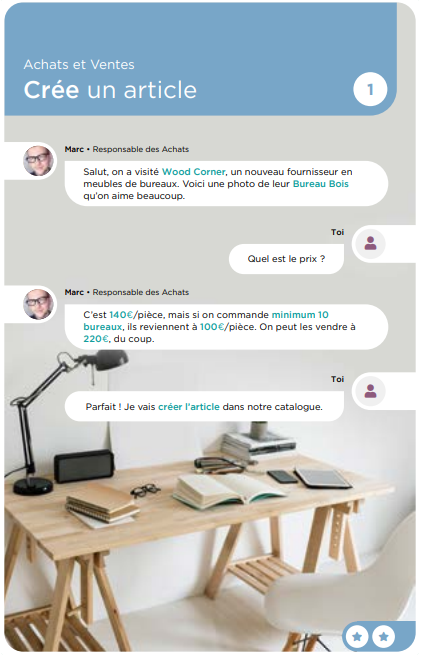 Achats et Ventes
Crée un article
1
Marc • Responsable des Achats
Salut, on a visité Wood Corner, un nouveau fournisseur en
meubles de bureaux. Voici une photo de leur Bureau Bois
qu'on aime beaucoup.
Toi
Quel est le prix ?
Marc • Responsable des Achats
C'est 140€/pièce, mais si on commande minimum 10
bureaux, ils reviennent à 100€/pièce. On peut les vendre à
220€, du coup.
Toi
Parfait ! Je vais créer l'article dans notre catalogue.